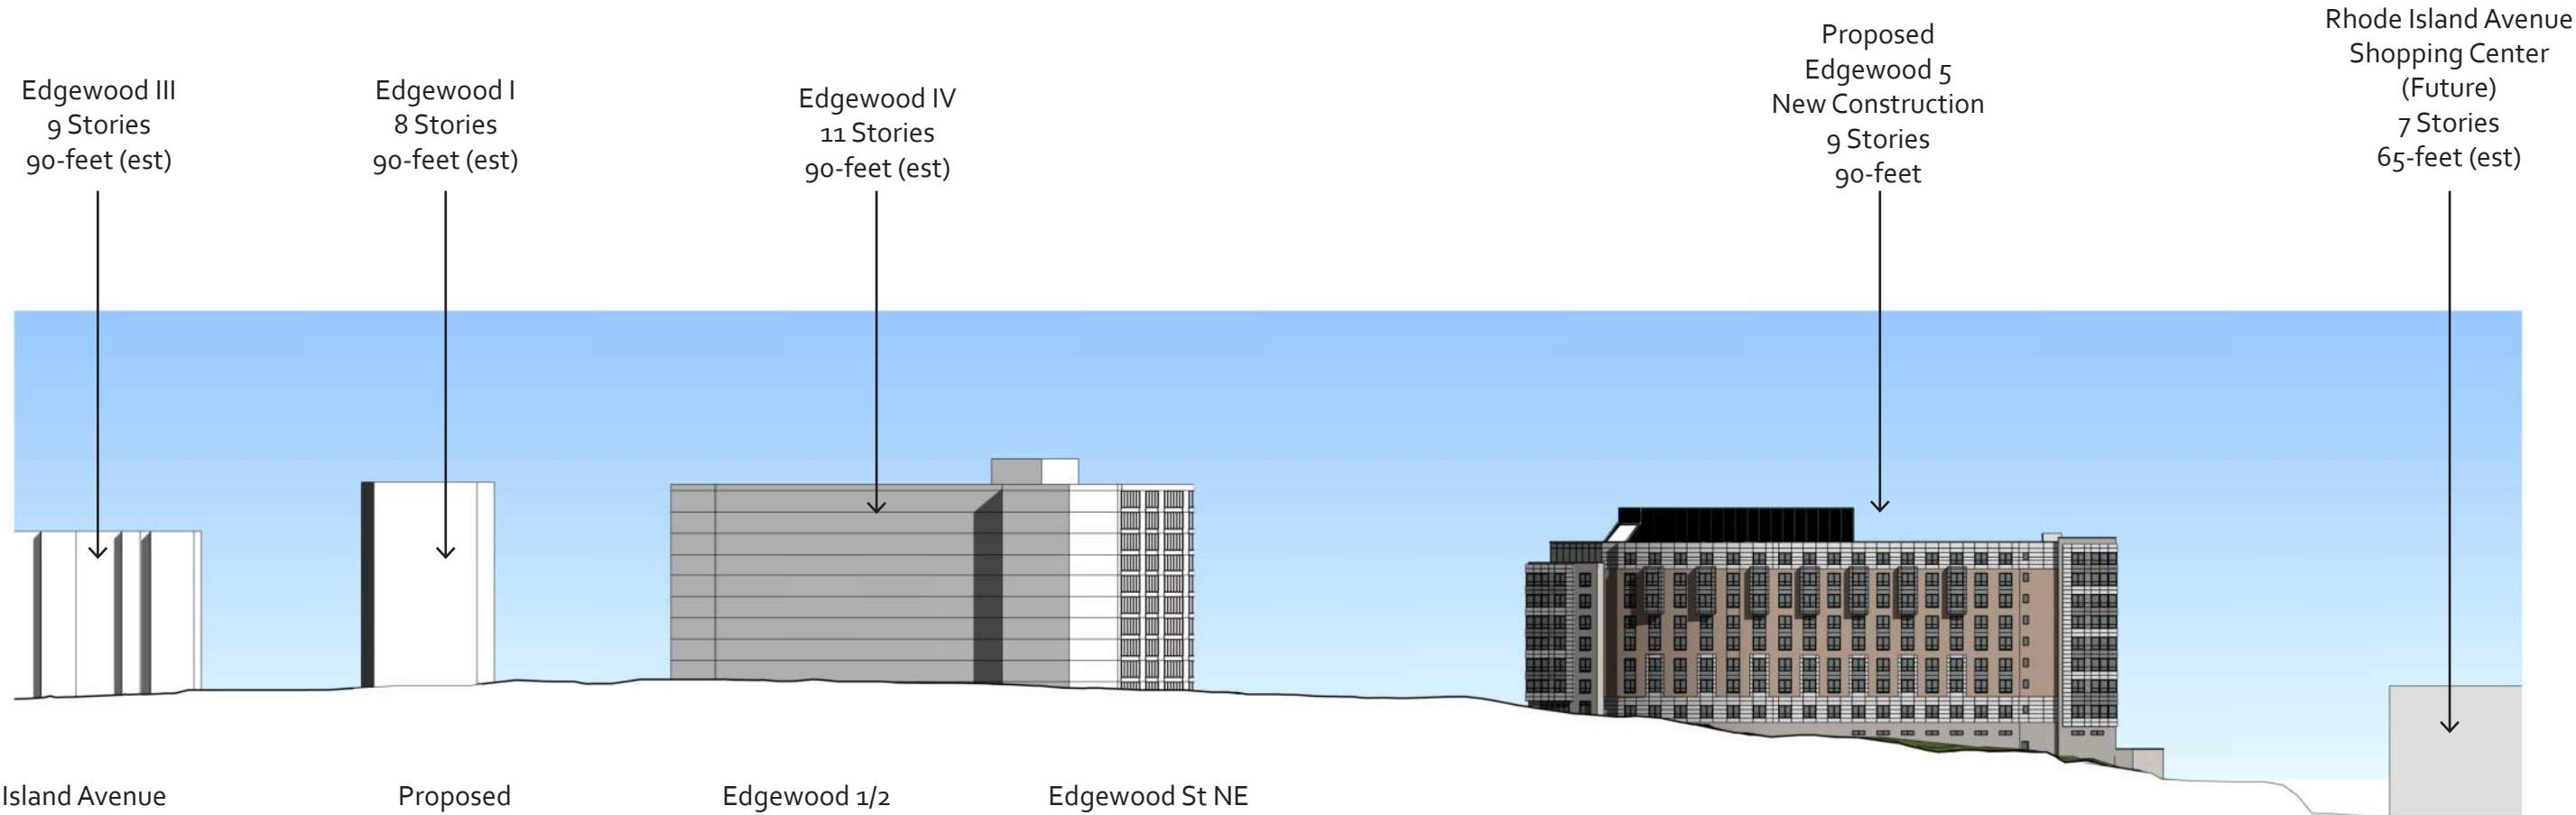 Edgewood III
9 Stories
90-feet (est)
Edgewood I
8 Stories
90-feet (est)
Edgewood IV
11 Stories
90-feet (est)
Proposed
Edgewood 5
New Construction
9 Stories
90-feet
Rhode Island Avenue
Shopping Center
(Future)
7 Stories
65-feet (est)
Island Avenue
Proposed
Edgewood 1/2
Edgewood St NE